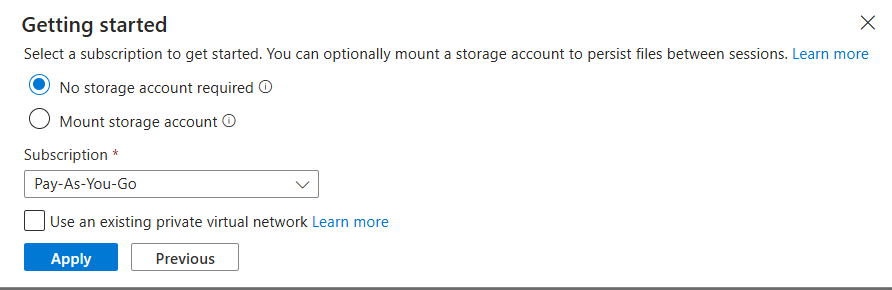 Getting started
Select a subscription to get started. You can optionally mount a storage account to persist files between sessions. Learn more
No storage account required
Mount storage account
Subscription *
Pay-As-You-Go
Use an existing private virtual network Learn more
Apply Previous